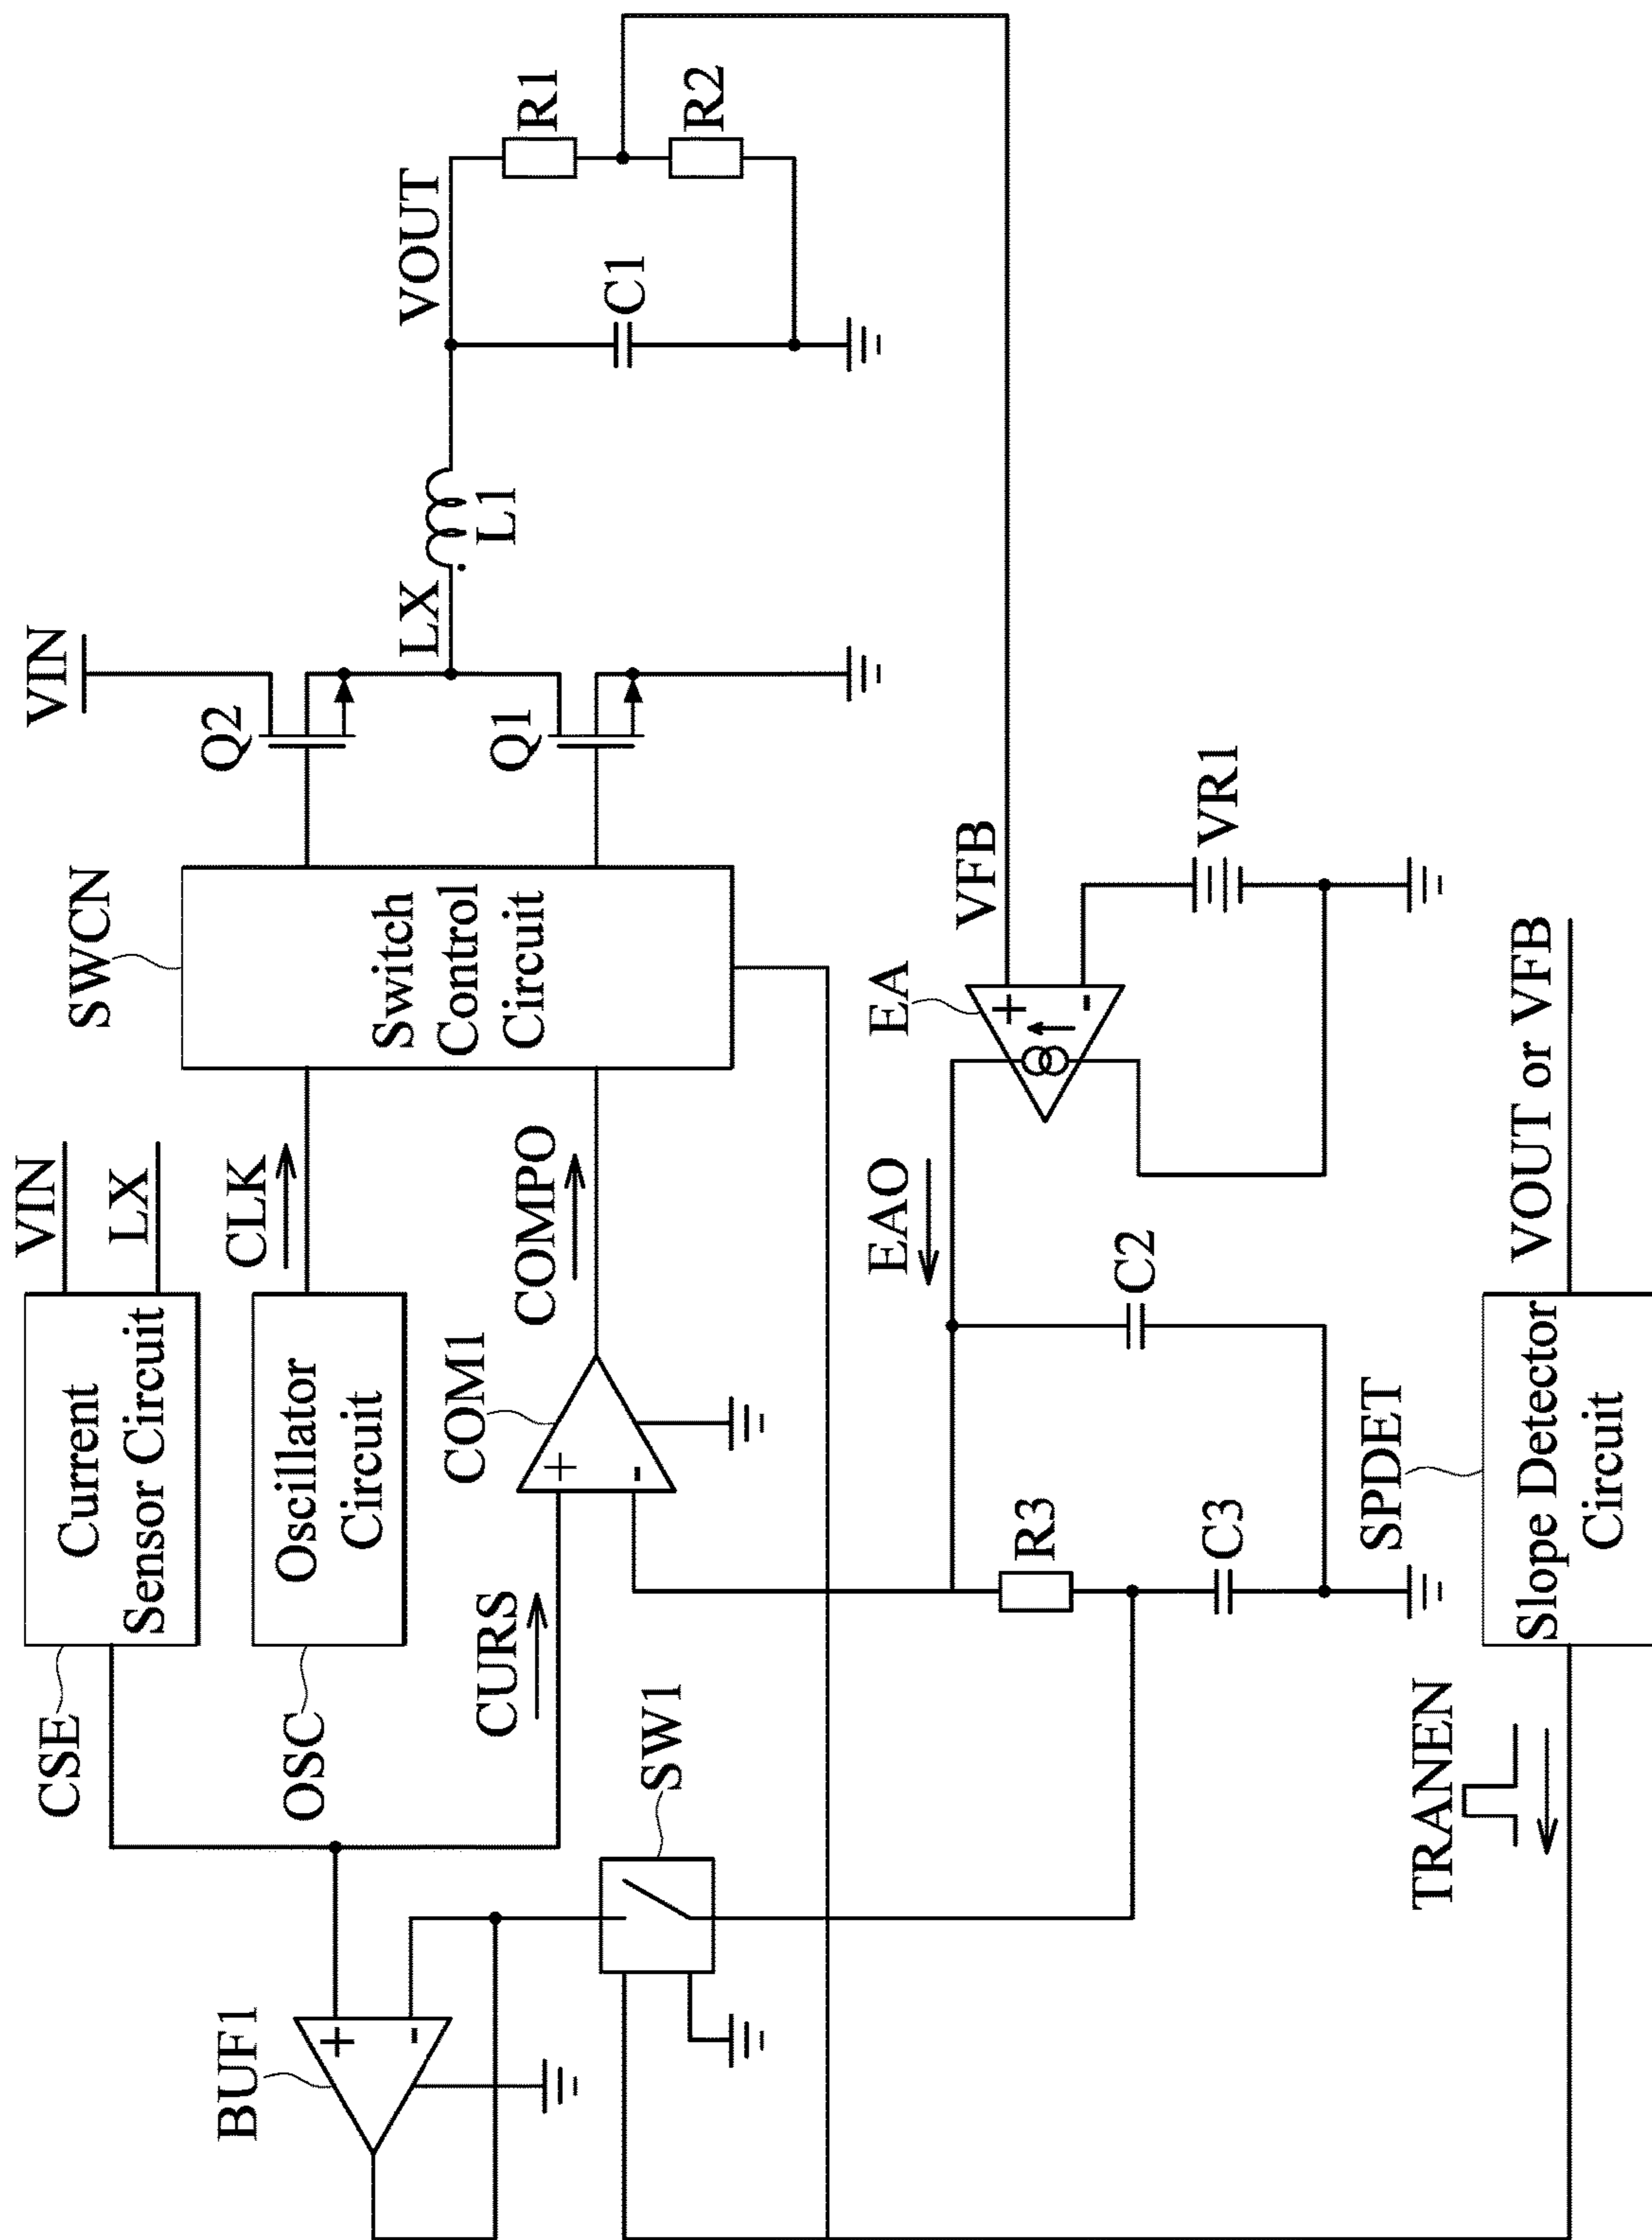 VIN
Current
Sensor Circuit
LX
CSE
Oscillator
Circuit
CLK
OSC
SWCN
Switch
Control
Circuit
VIN
Q2
LX
Q1
L1
VOUT
R1
C1
R2
BUF1
+
-
CURS
COM1
+
-
COMPO
SW1
EAO
EA
+
-
VFB
R3
C2
VR1
C3
TRANEN
SPDET
Slope Detector
Circuit
VOUT or VFB